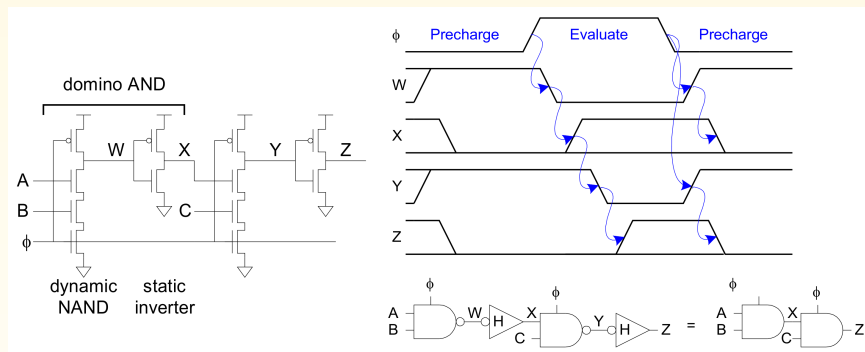 domino AND
W
X
Y
Z
A
B
C
ϕ
dynamic
NAND
static
inverter
ϕ
Precharge
Evaluate
Precharge
W
X
Y
Z
ϕ
ϕ
ϕ
ϕ
A
B
W
H
X
C
Y
H
Z
=
A
B
X
C
Z